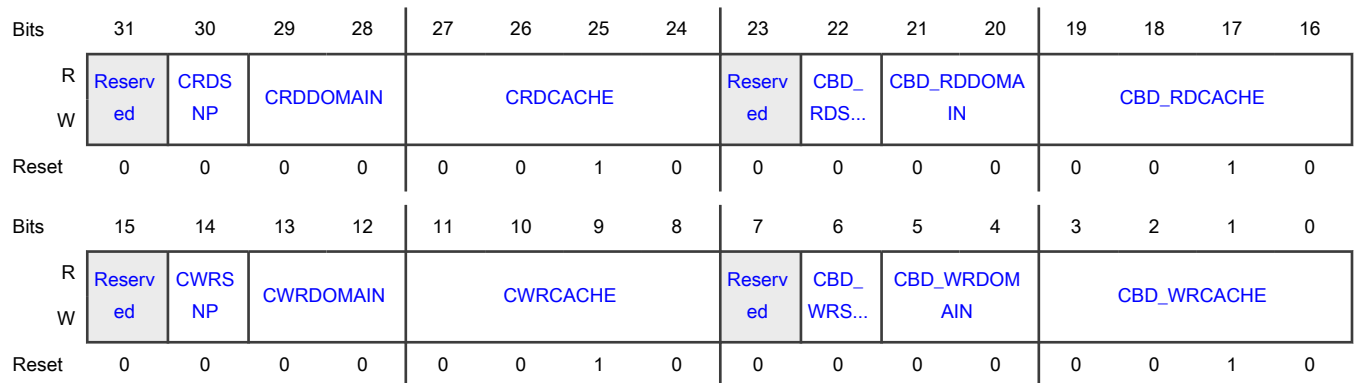 Bits 31 30 29 28 27 26 25 24 23 22 21 20 19 18 17 16
R W Reserv ed CRDS NP CRDDOMAIN CRDCACHE Reserv ed CBD_ RDS... CBD_RDDOMA IN CBD_RDCACHE
Reset 0 0 0 0 0 0 1 0 0 0 0 0 0 0 1 0
Bits 15 14 13 12 11 10 9 8 7 6 5 4 3 2 1 0
R W Reserv ed CWRS NP CWRDOMAIN CWRCACHE Reserv ed CBD_ WRS... CBD_WRDOM AIN CBD_WRCACHE
Reset 0 0 0 0 0 0 1 0 0 0 0 0 0 0 1 0